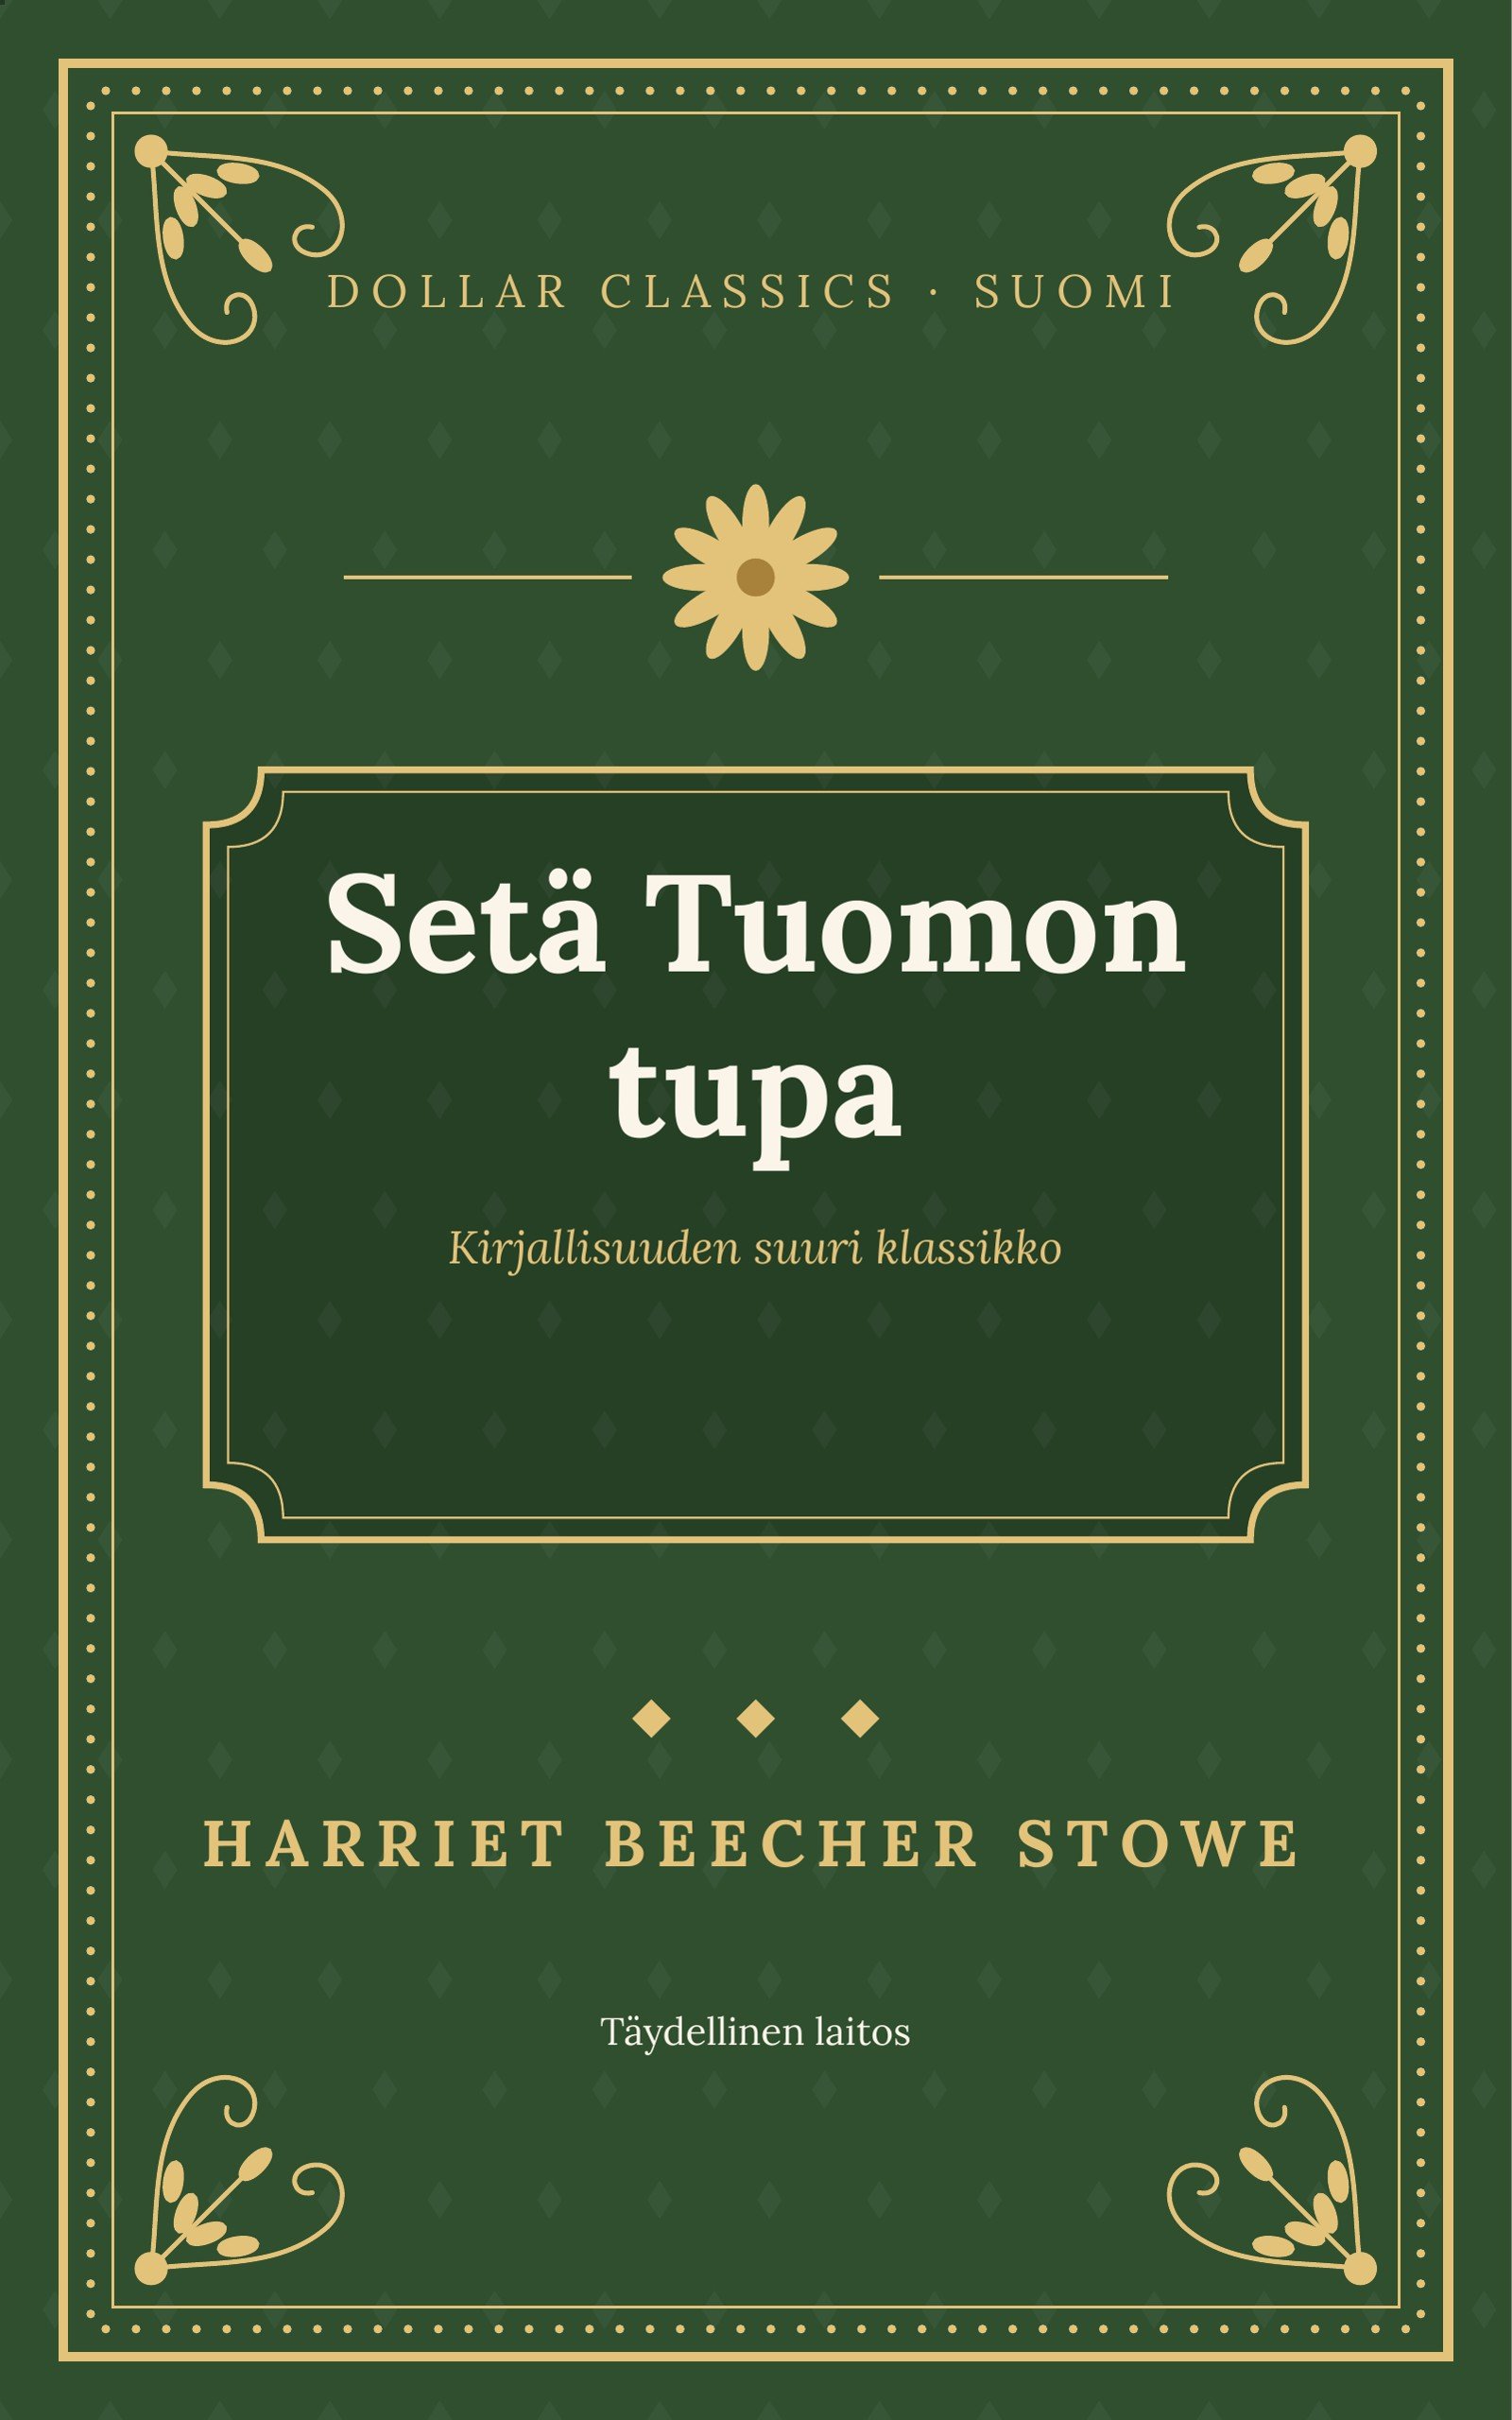 DOLLAR CLASSICS · SUOMI
Setä Tuomon
tupa
Kirjallisuuden suuri klassikko
HARRIET BEECHER STOWE
Täydellinen laitos